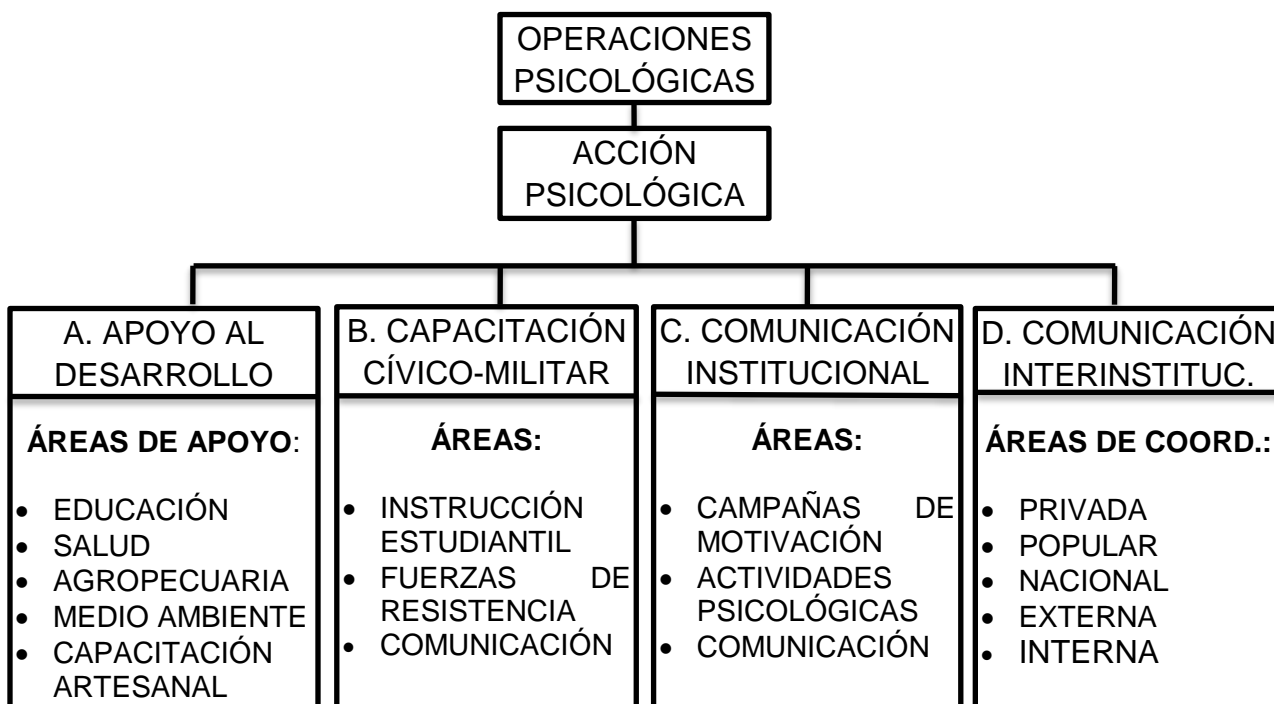 OPERACIONES
PSICOLÓGICAS
ACCIÓN
PSICOLÓGICA
A. APOYO AL
DESARROLLO
ÁREAS DE APOYO:
• EDUCACIÓN
• SALUD
• AGROPECUARIA
• MEDIO AMBIENTE
• CAPACITACIÓN
ARTESANAL
B. CAPACITACIÓN
CÍVICO-MILITAR
ÁREAS:
• INSTRUCCIÓN
ESTUDIANTIL
• FUERZAS DE
RESISTENCIA
• COMUNICACIÓN
C. COMUNICACIÓN
INSTITUCIONAL
ÁREAS:
• CAMPAÑAS DE
MOTIVACIÓN
• ACTIVIDADES
PSICOLÓGICAS
• COMUNICACIÓN
D. COMUNICACIÓN
INTERINSTITUC.
ÁREAS DE COORD.:
• PRIVADA
• POPULAR
• NACIONAL
• EXTERNA
• INTERNA